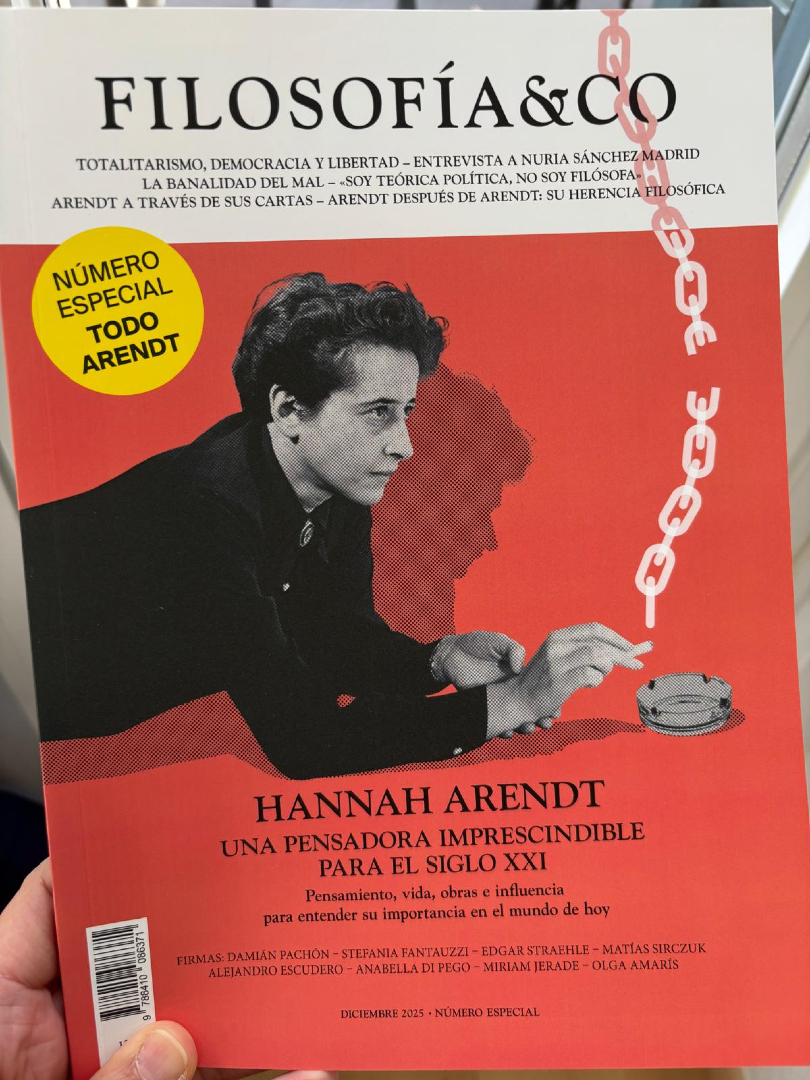 FILOSOFÍA&CO
TOTALITARISMO, DEMOCRACIA Y LIBERTAD – ENTREVISTA A NURIA SÁNCHEZ MADRID
LA BANALIDAD DEL MAL – «SOY TEÓRICA POLÍTICA, NO SOY FILÓSOFA»
ARENDT A TRAVÉS DE SUS CARTAS – ARENDT DESPUÉS DE ARENDT: SU HERENCIA FILOSÓFICA
NÚMERO
ESPECIAL
TODO
ARENDT
HANNAH ARENDT
UNA PENSADORA IMPRESCINDIBLE
PARA EL SIGLO XXI
Pensamiento, vida, obras e influencia
para entender su importancia en el mundo de hoy
FIRMAS: DAMIÁN PACHÓN – STEFANIA FANTAUZZI – EDGAR STRAEHLE – MATÍAS SIRCZUK
ALEJANDRO ESCUDERO – ANABELLA DI PEGO – MIRIAM JERADE – OLGA AMARÍS
9 788410 086371
DICIEMBRE 2025 · NÚMERO ESPECIAL